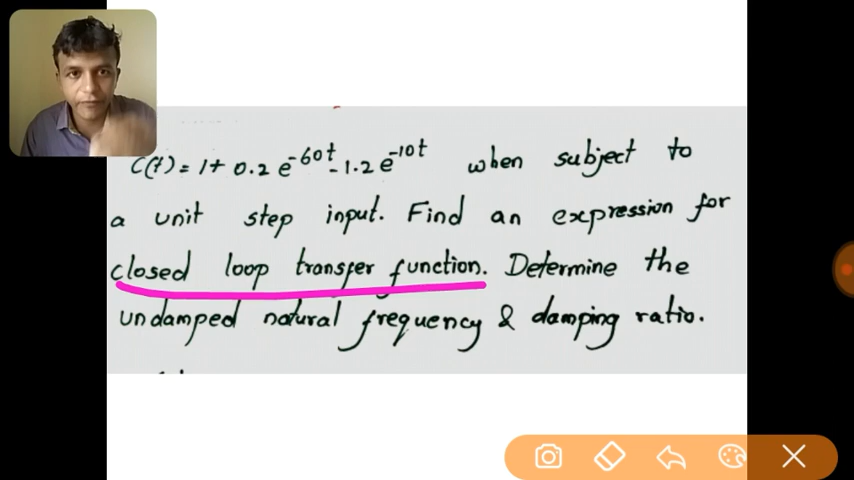 C(t) = 1 + 0.2 e^-60t - 1.2 e^-10t when subject to
a unit step input. Find an expression for
closed loop transfer function. Determine the
undamped natural frequency & damping ratio.